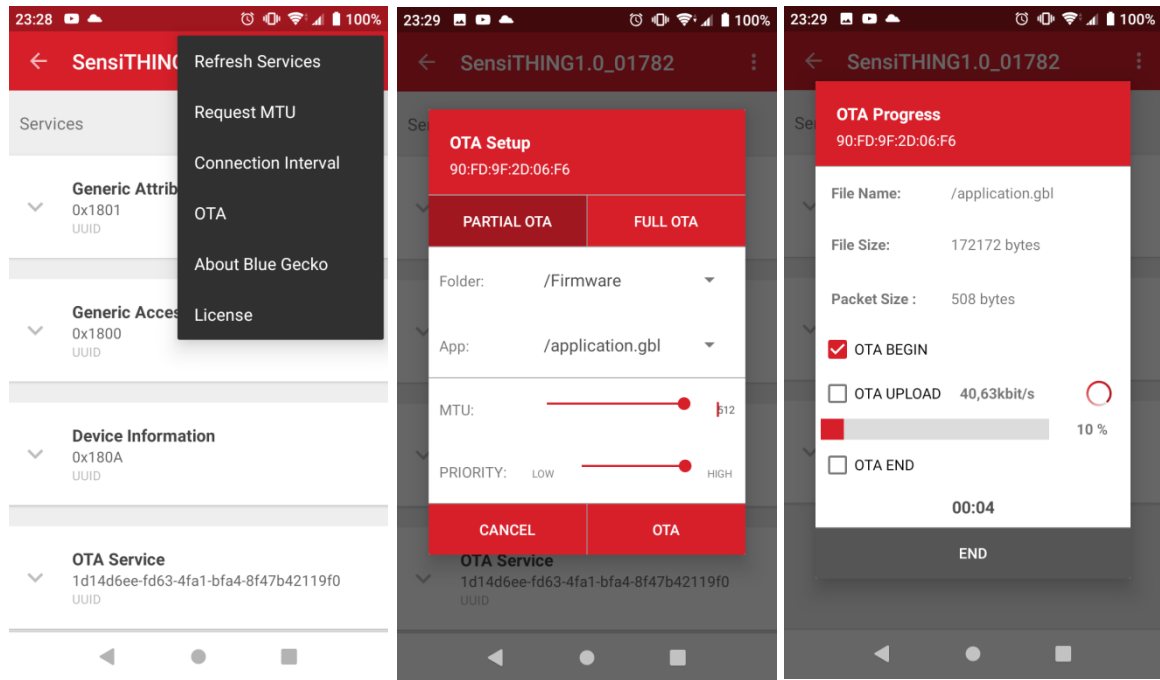 23:28
100%
SensiTHING
Refresh Services
Request MTU
Connection Interval
OTA
About Blue Gecko
License
Services
Generic Attrib
0x1801
UUID
Generic Acces
0x1800
UUID
Device Information
0x180A
UUID
OTA Service
1d14d6ee-fd63-4fa1-bfa4-8f47b42119f0
UUID
23:29
100%
SensiTHING1.0_01782
Se
OTA Setup
90:FD:9F:2D:06:F6
PARTIAL OTA FULL OTA
Folder: /Firmware
App: /application.gbl
MTU: 512
PRIORITY: LOW HIGH
CANCEL OTA
OTA Service
1d14d6ee-fd63-4fa1-bfa4-8f47b42119f0
UUID
23:29
100%
SensiTHING1.0_01782
Se
OTA Progress
90:FD:9F:2D:06:F6
File Name: /application.gbl
File Size: 172172 bytes
Packet Size : 508 bytes
OTA BEGIN
OTA UPLOAD 40,63kbit/s
10 %
OTA END
00:04
END